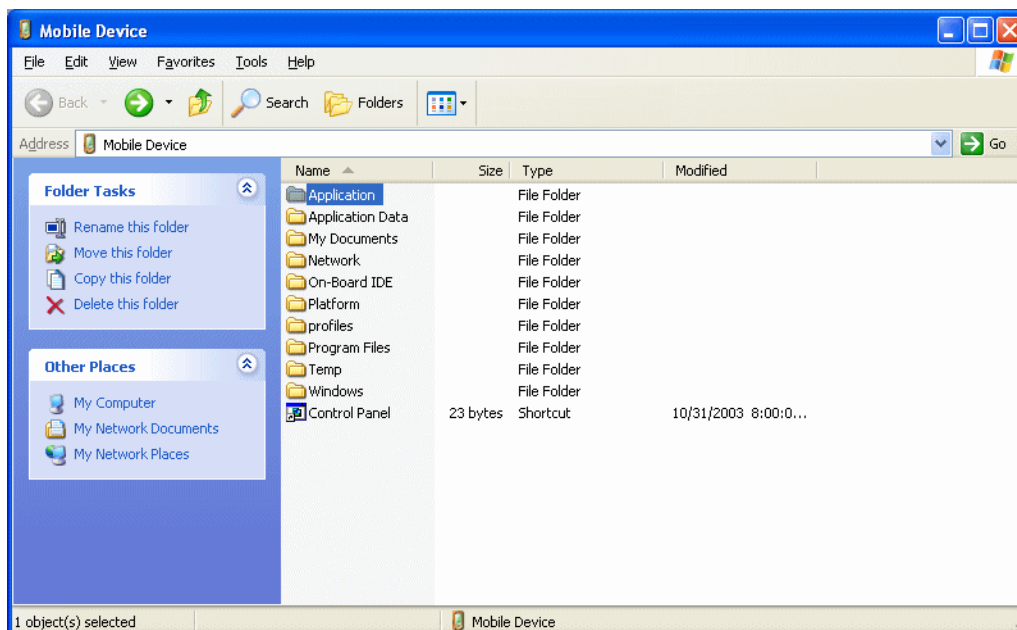 Mobile Device
File Edit View Favorites Tools Help
Back Search Folders
Address Mobile Device Go
Folder Tasks
Rename this folder
Move this folder
Copy this folder
Delete this folder
Other Places
My Computer
My Network Documents
My Network Places
Name Size Type Modified
Application File Folder
Application Data File Folder
My Documents File Folder
Network File Folder
On-Board IDE File Folder
Platform File Folder
profiles File Folder
Program Files File Folder
Temp File Folder
Windows File Folder
Control Panel 23 bytes Shortcut 10/31/2003 8:00:0...
1 object(s) selected Mobile Device